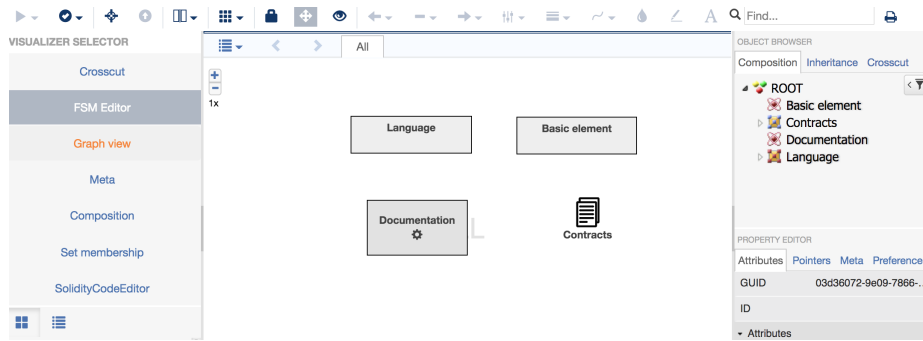 A
Find...
VISUALIZER SELECTOR
Crosscut
FSM Editor
Graph view
Meta
Composition
Set membership
SolidityCodeEditor
All
1x
Language
Basic element
Documentation
Contracts
OBJECT BROWSER
Composition Inheritance Crosscut
ROOT
Basic element
Contracts
Documentation
Language
PROPERTY EDITOR
Attributes Pointers Meta Preference
GUID 03d36072-9e09-7866-...
ID
Attributes